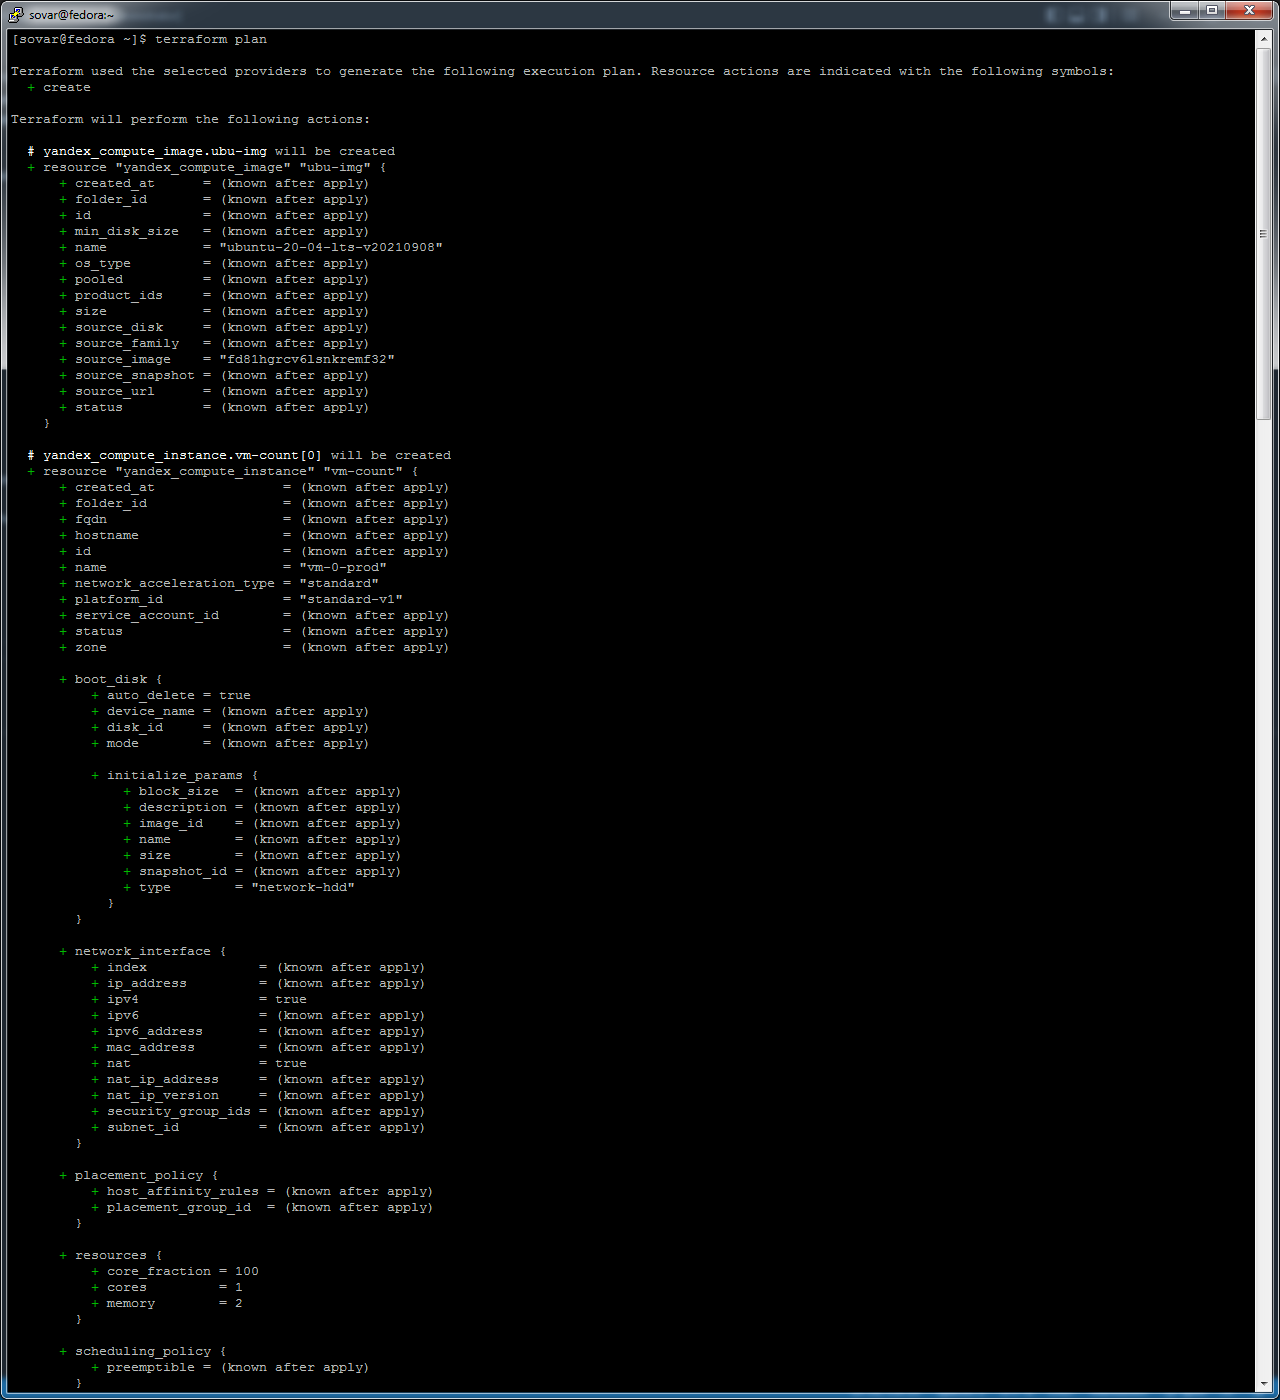 sovar@fedora:~
[sovar@fedora ~]$ terraform plan
Terraform used the selected providers to generate the following execution plan. Resource actions are indicated with the following symbols:
  + create
Terraform will perform the following actions:
  # yandex_compute_image.ubu-img will be created
  + resource "yandex_compute_image" "ubu-img" {
      + created_at      = (known after apply)
      + folder_id       = (known after apply)
      + id              = (known after apply)
      + min_disk_size   = (known after apply)
      + name            = "ubuntu-20-04-lts-v20210908"
      + os_type         = (known after apply)
      + pooled          = (known after apply)
      + product_ids     = (known after apply)
      + size            = (known after apply)
      + source_disk     = (known after apply)
      + source_family   = (known after apply)
      + source_image    = "fd81hgrcv6lsnkremf32"
      + source_snapshot = (known after apply)
      + source_url      = (known after apply)
      + status          = (known after apply)
    }
  # yandex_compute_instance.vm-count[0] will be created
  + resource "yandex_compute_instance" "vm-count" {
      + created_at                = (known after apply)
      + folder_id                 = (known after apply)
      + fqdn                      = (known after apply)
      + hostname                  = (known after apply)
      + id                        = (known after apply)
      + name                      = "vm-0-prod"
      + network_acceleration_type = "standard"
      + platform_id               = "standard-v1"
      + service_account_id        = (known after apply)
      + status                    = (known after apply)
      + zone                      = (known after apply)
      + boot_disk {
          + auto_delete = true
          + device_name = (known after apply)
          + disk_id     = (known after apply)
          + mode        = (known after apply)
          + initialize_params {
              + block_size  = (known after apply)
              + description = (known after apply)
              + image_id    = (known after apply)
              + name        = (known after apply)
              + size        = (known after apply)
              + snapshot_id = (known after apply)
              + type        = "network-hdd"
            }
        }
      + network_interface {
          + index              = (known after apply)
          + ip_address         = (known after apply)
          + ipv4               = true
          + ipv6               = (known after apply)
          + ipv6_address       = (known after apply)
          + mac_address        = (known after apply)
          + nat                = true
          + nat_ip_address     = (known after apply)
          + nat_ip_version     = (known after apply)
          + security_group_ids = (known after apply)
          + subnet_id          = (known after apply)
        }
      + placement_policy {
          + host_affinity_rules = (known after apply)
          + placement_group_id  = (known after apply)
        }
      + resources {
          + core_fraction = 100
          + cores         = 1
          + memory        = 2
        }
      + scheduling_policy {
          + preemptible = (known after apply)
        }